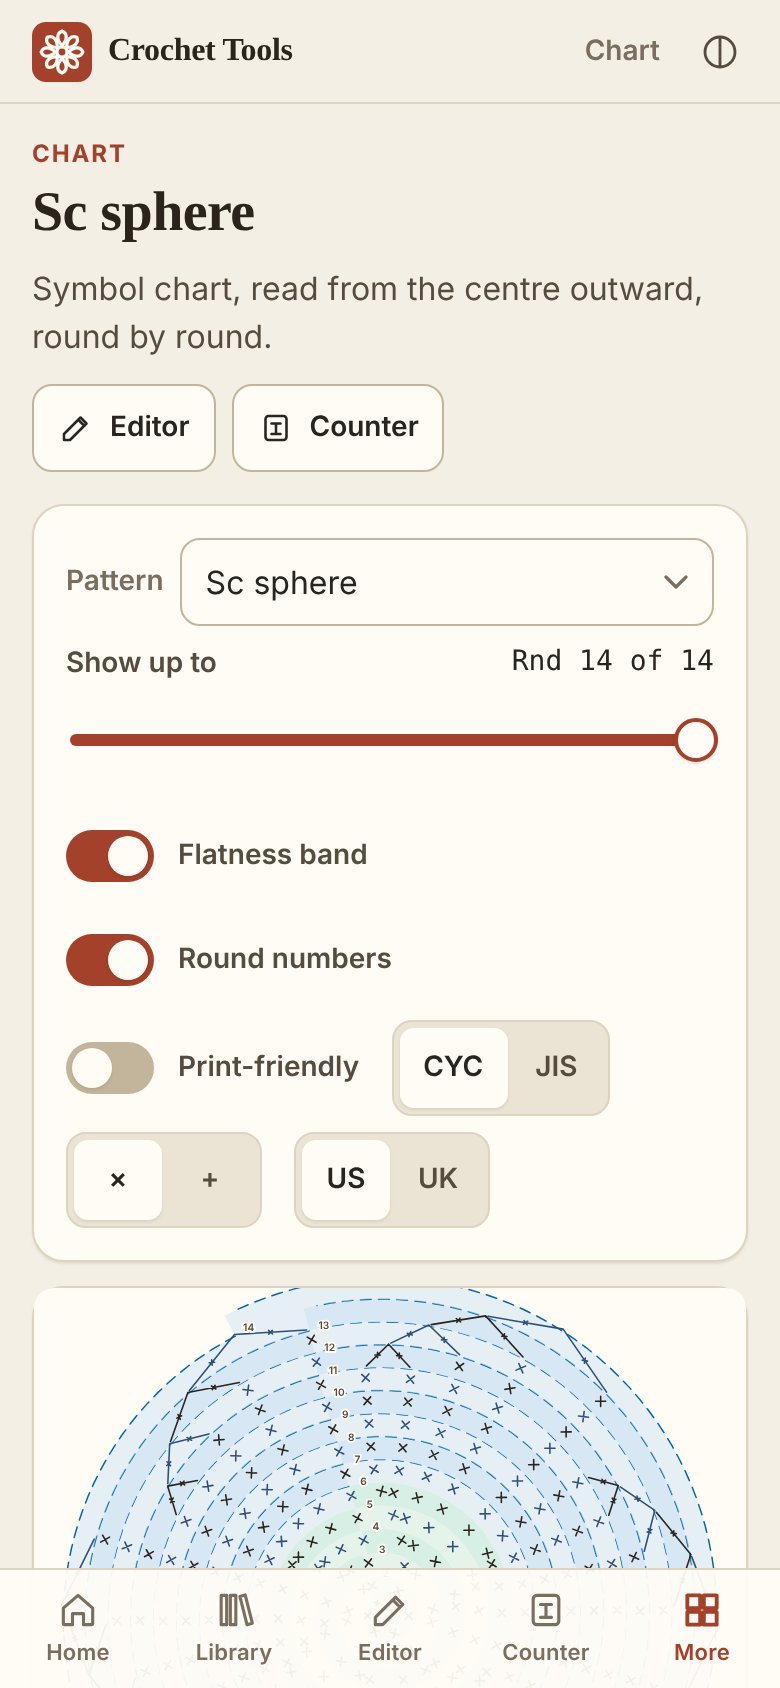 Crochet Tools
Chart
CHART
Sc sphere
Symbol chart, read from the centre outward,
round by round.
Editor
Counter
Pattern
Sc sphere
Show up to
Rnd 14 of 14
Flatness band
Round numbers
Print-friendly
CYC
JIS
×
+
US
UK
14
13
12
11
10
9
8
7
6
5
4
3
Home
Library
Editor
Counter
More